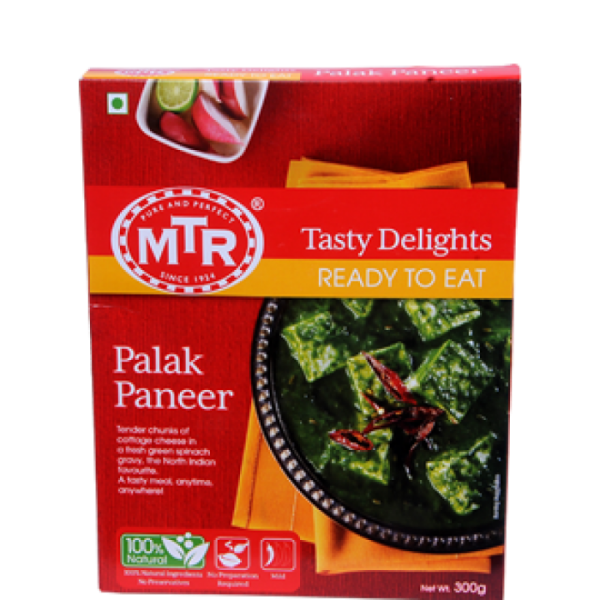 Palak Paneer
PURE AND PERFECT
MTR®
SINCE 1924
Tasty Delights
READY TO EAT
Palak
Paneer
Tender chunks of
cottage cheese in
a fresh green spinach
gravy, the North Indian
favourite.
A tasty meal, anytime,
anywhere!
100%
Natural
100% Natural Ingredients
No Preservatives
No Preparation
Required
Mild
Net Wt. 300g